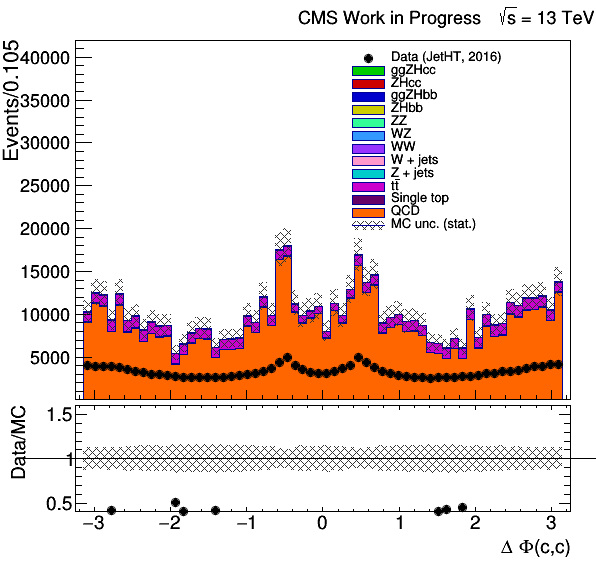 CMS Work in Progress √s = 13 TeV
Events/0.105
40000
35000
30000
25000
20000
15000
10000
5000
Data (JetHT, 2016)
ggZHcc
ZHcc
ggZHbb
ZHbb
ZZ
WZ
WW
W + jets
Z + jets
tt̄
Single top
QCD
MC unc. (stat.)
Data/MC
1.5
1
0.5
−3 −2 −1 0 1 2 3
Δ Φ(c,c)